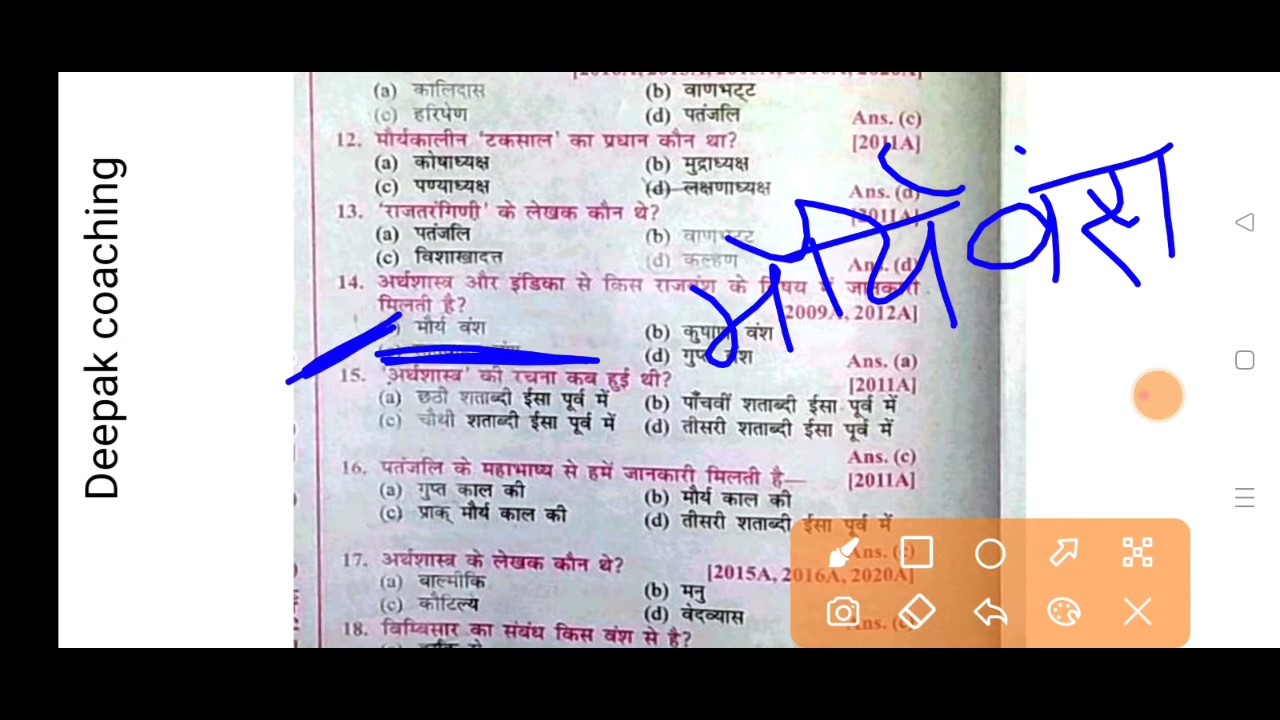 Deepak coaching
(a) कालिदास (b) वाणभट्ट
(c) हरिषेण (d) पतंजलि Ans. (c)
12. मौर्यकालीन ‘टकसाल’ का प्रधान कौन था? [2011A]
(a) कोषाध्यक्ष (b) मुद्राध्यक्ष
(c) पण्याध्यक्ष (d) लक्षणाध्यक्ष Ans. (d)
13. ‘राजतरंगिणी’ के लेखक कौन थे? [2011A]
(a) पतंजलि (b) वाणभट्ट
(c) विशाखादत्त (d) कल्हण Ans. (d)
14. अर्थशास्त्र और इंडिका से किस राजवंश के विषय में जानकारी
मिलती है? 2009A, 2012A]
मौर्य वंश (b) कुषाण वंश
(d) गुप्त वंश Ans. (a)
15. ‘अर्थशास्त्र’ की रचना कब हुई थी? [2011A]
(a) छठी शताब्दी ईसा पूर्व में (b) पाँचवीं शताब्दी ईसा पूर्व में
(c) चौथी शताब्दी ईसा पूर्व में (d) तीसरी शताब्दी ईसा पूर्व में
Ans. (c)
16. पतंजलि के महाभाष्य से हमें जानकारी मिलती है— [2011A]
(a) गुप्त काल की (b) मौर्य काल की
(c) प्राक् मौर्य काल की (d) तीसरी शताब्दी ईसा पूर्व में
Ans.
17. अर्थशास्त्र के लेखक कौन थे? [2015A, 2016A, 2020A]
(a) बाल्मीकि (b) मनु
(c) कौटिल्य (d) वेदव्यास Ans.
18. बिम्बिसार का संबंध किस वंश से है?
वंस